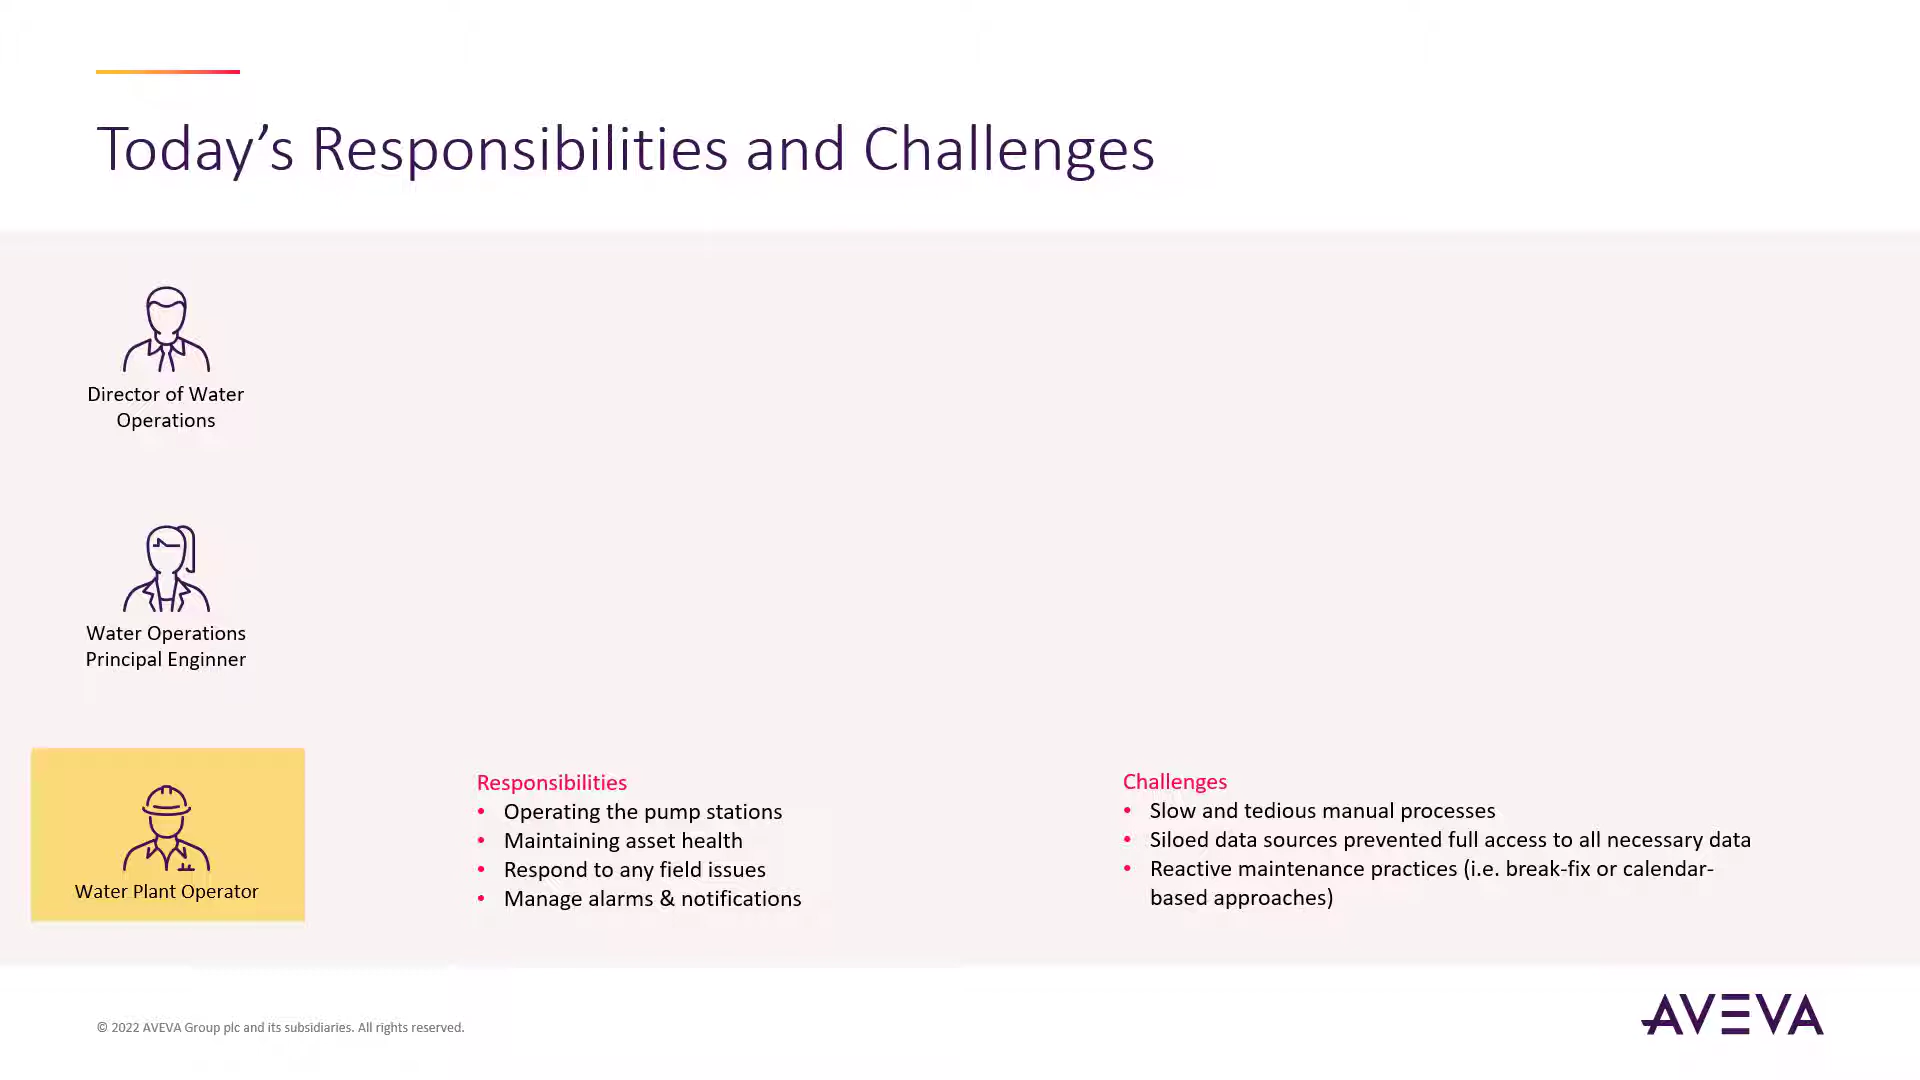 Today’s Responsibilities and Challenges
Director of Water
Operations
Water Operations
Principal Enginner
Water Plant Operator
Responsibilities
• Operating the pump stations
• Maintaining asset health
• Respond to any field issues
• Manage alarms & notifications
Challenges
• Slow and tedious manual processes
• Siloed data sources prevented full access to all necessary data
• Reactive maintenance practices (i.e. break-fix or calendar-
based approaches)
© 2022 AVEVA Group plc and its subsidiaries. All rights reserved.
AVEVA